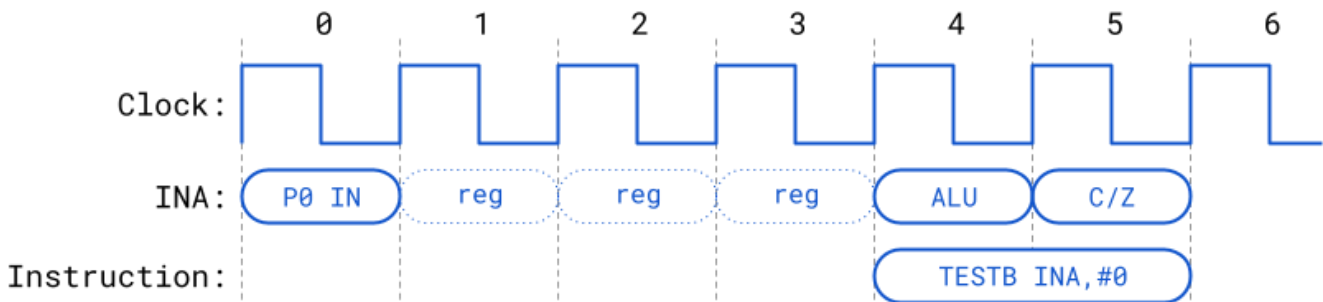 0 1 2 3 4 5 6
Clock:
INA: P0 IN reg reg reg ALU C/Z
Instruction: TESTB INA,#0